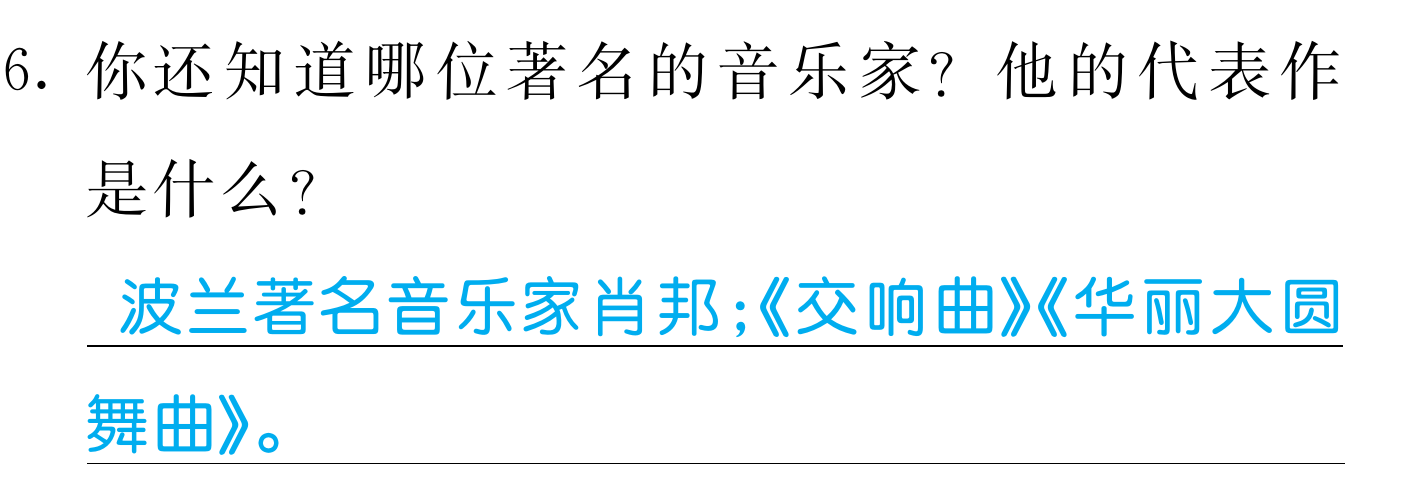 6. 你还知道哪位著名的音乐家？他的代表作
是什么？
波兰著名音乐家肖邦；《交响曲》《华丽大圆
舞曲》。